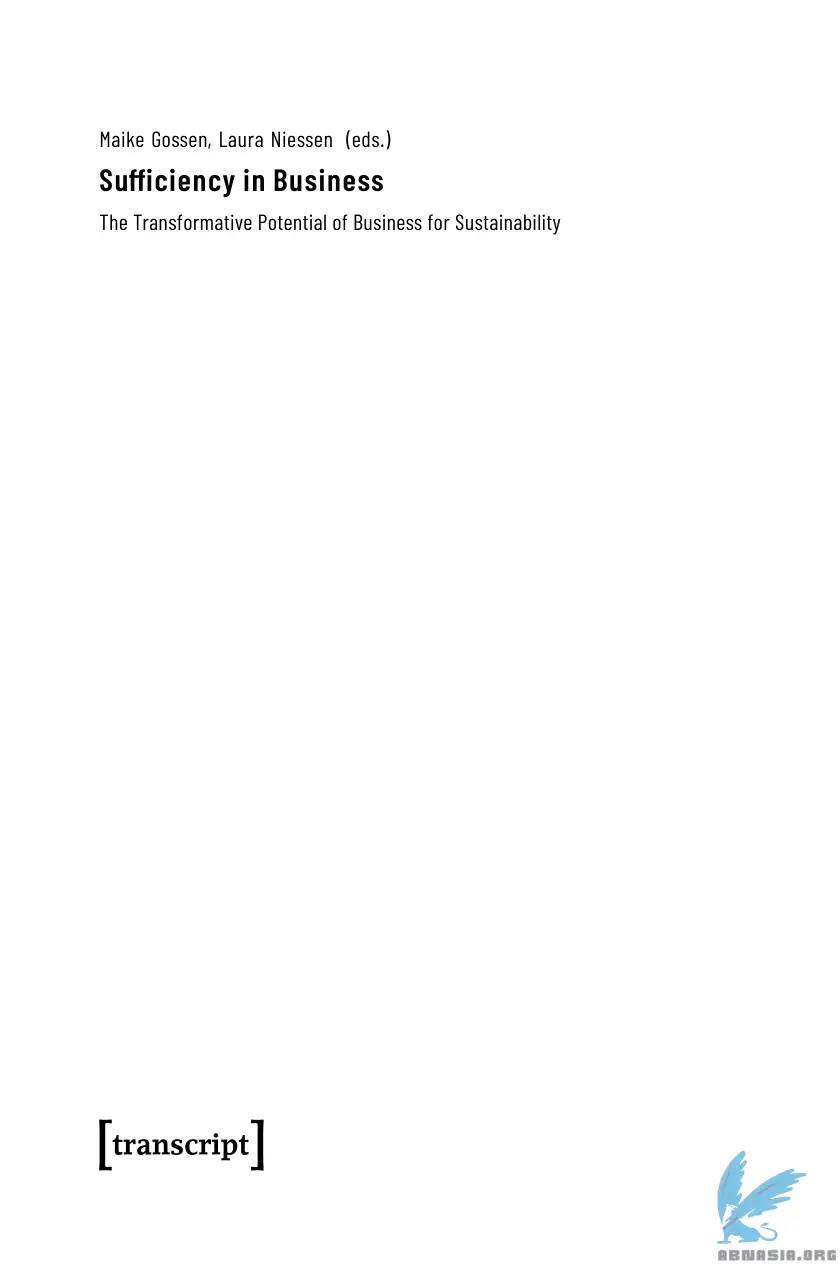 Maike Gossen, Laura Niessen (eds.)
Sufficiency in Business
The Transformative Potential of Business for Sustainability
[transcript]
ABNASIA.ORG